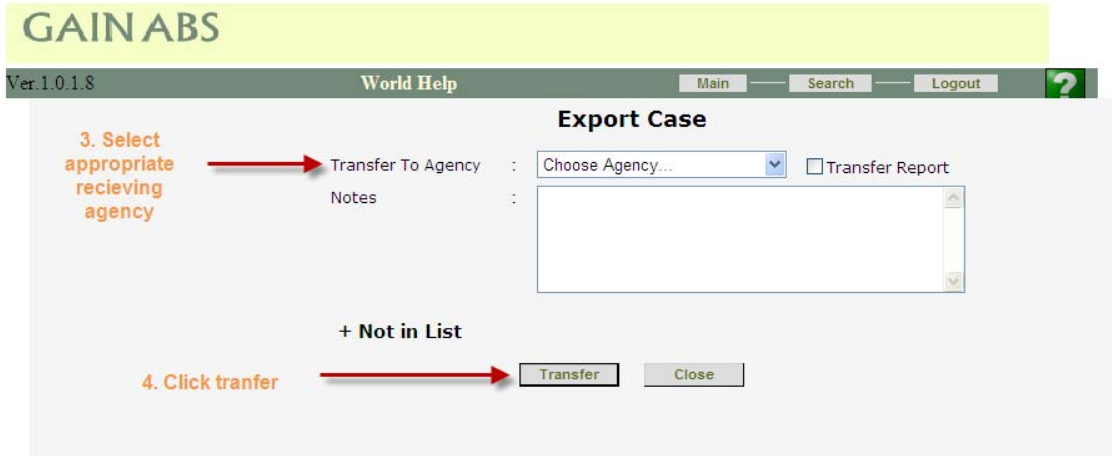 GAIN ABS
Ver.1.0.1.8 World Help Main Search Logout ?
Export Case
3. Select
appropriate
recieving
agency
Transfer To Agency : Choose Agency... Transfer Report
Notes :
+ Not in List
4. Click tranfer
Transfer Close